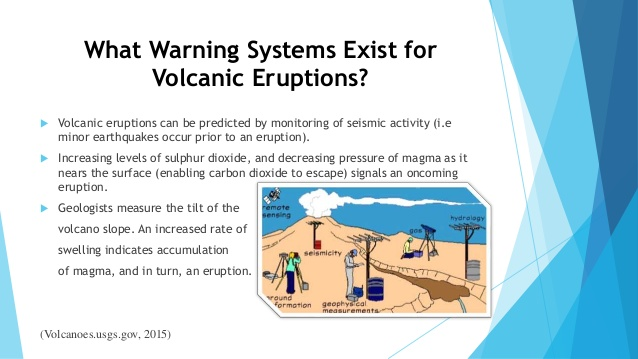 What Warning Systems Exist for
Volcanic Eruptions?
Volcanic eruptions can be predicted by monitoring of seismic activity (i.e
minor earthquakes occur prior to an eruption).
Increasing levels of sulphur dioxide, and decreasing pressure of magma as it
nears the surface (enabling carbon dioxide to escape) signals an oncoming
eruption.
Geologists measure the tilt of the
volcano slope. An increased rate of
swelling indicates accumulation
of magma, and in turn, an eruption.
remote
sensing
hydrology
gas
seismicity
ground
formation
geophysical
measurements
(Volcanoes.usgs.gov, 2015)